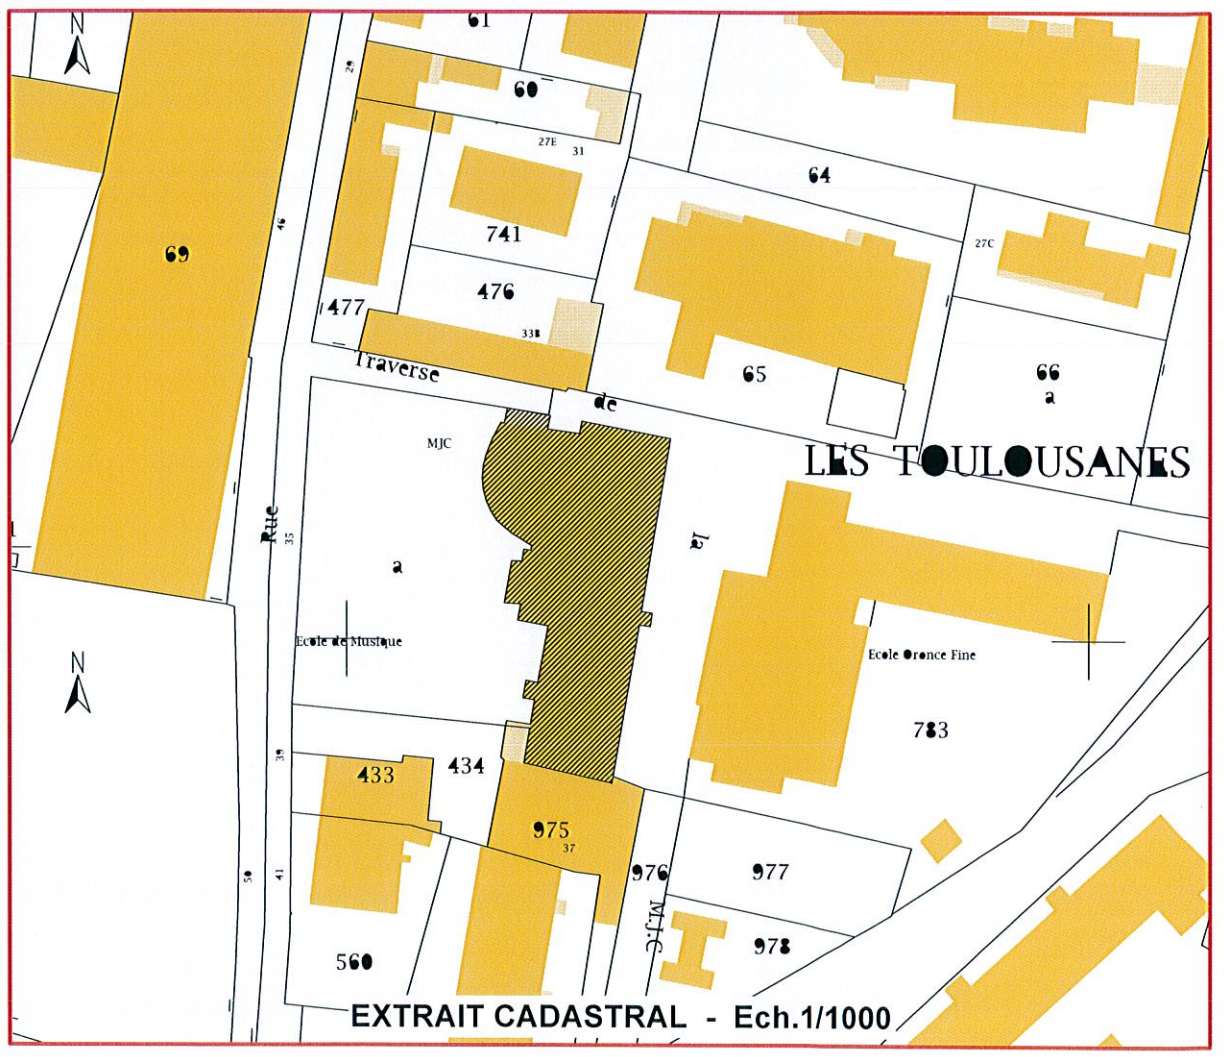 N
61
29
60
27E
31
64
46
69
741
27C
476
477
33B
Traverse
de
65
66
a
MJC
LES TOULOUSANES
Rue
35
la
a
Ecole de Musique
Ecole Oronce Fine
N
783
39
433
434
975
37
50
41
976
977
M.J.C
978
560
EXTRAIT CADASTRAL - Ech.1/1000